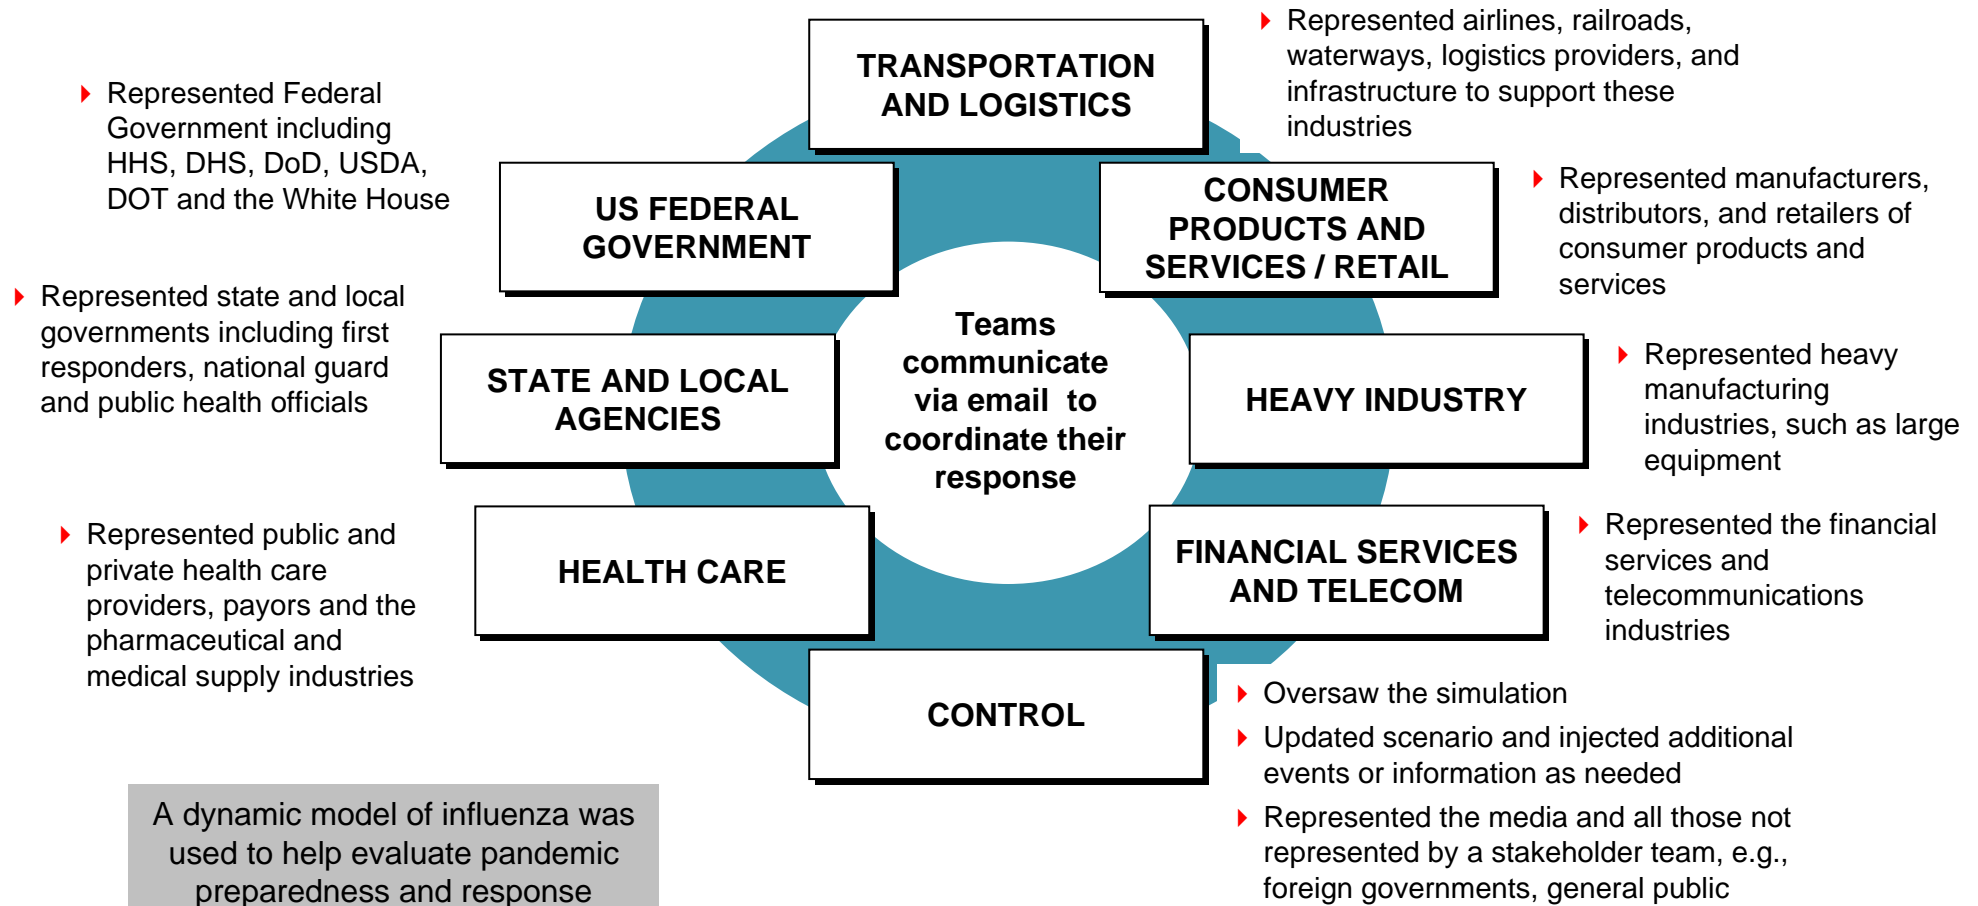 TRANSPORTATION
AND LOGISTICS
Represented airlines, railroads,
waterways, logistics providers, and
infrastructure to support these
industries
Represented Federal
Government including
HHS, DHS, DoD, USDA,
DOT and the White House
US FEDERAL
GOVERNMENT
CONSUMER
PRODUCTS AND
SERVICES / RETAIL
Represented manufacturers,
distributors, and retailers of
consumer products and
services
Represented state and local
governments including first
responders, national guard
and public health officials
STATE AND LOCAL
AGENCIES
Teams
communicate
via email  to
coordinate their
response
HEAVY INDUSTRY
Represented heavy
manufacturing
industries, such as large
equipment
Represented public and
private health care
providers, payors and the
pharmaceutical and
medical supply industries
HEALTH CARE
FINANCIAL SERVICES
AND TELECOM
Represented the financial
services and
telecommunications
industries
CONTROL
Oversaw the simulation
Updated scenario and injected additional
events or information as needed
Represented the media and all those not
represented by a stakeholder team, e.g.,
foreign governments, general public
A dynamic model of influenza was
used to help evaluate pandemic
preparedness and response